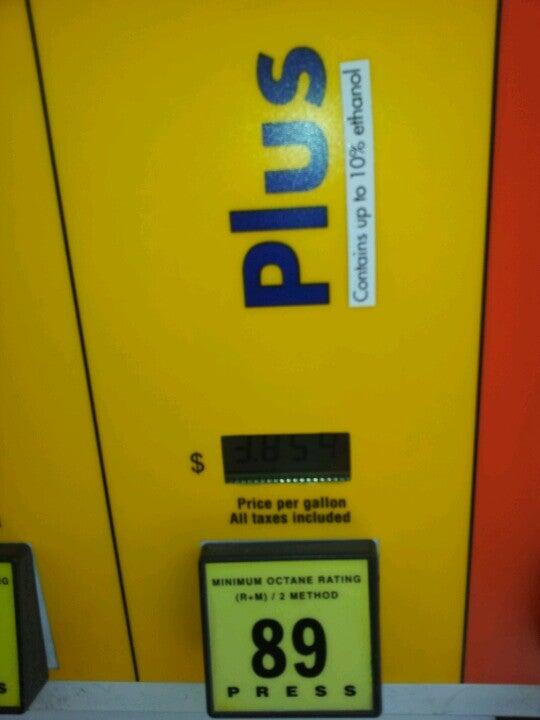 Plus
Contains up to 10% ethanol
$ 3.854
Price per gallon
All taxes included
MINIMUM OCTANE RATING
(R+M) / 2 METHOD
89
PRESS
G
S